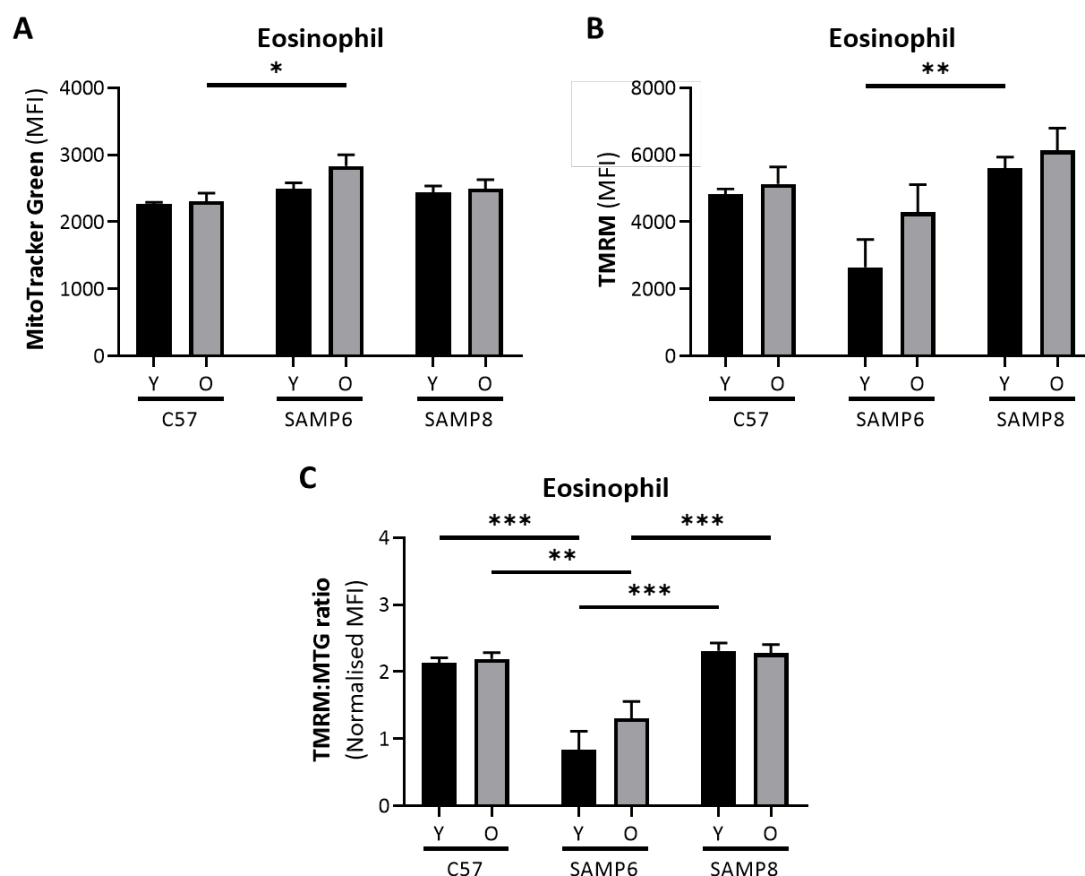 A
Eosinophil
*
MitoTracker Green (MFI)
4000
3000
2000
1000
0
Y O Y O Y O
C57 SAMP6 SAMP8
B
Eosinophil
**
TMRM (MFI)
8000
6000
4000
2000
0
Y O Y O Y O
C57 SAMP6 SAMP8
C
Eosinophil
*** ***
**
***
TMRM:MTG ratio
(Normalised MFI)
4
3
2
1
0
Y O Y O Y O
C57 SAMP6 SAMP8